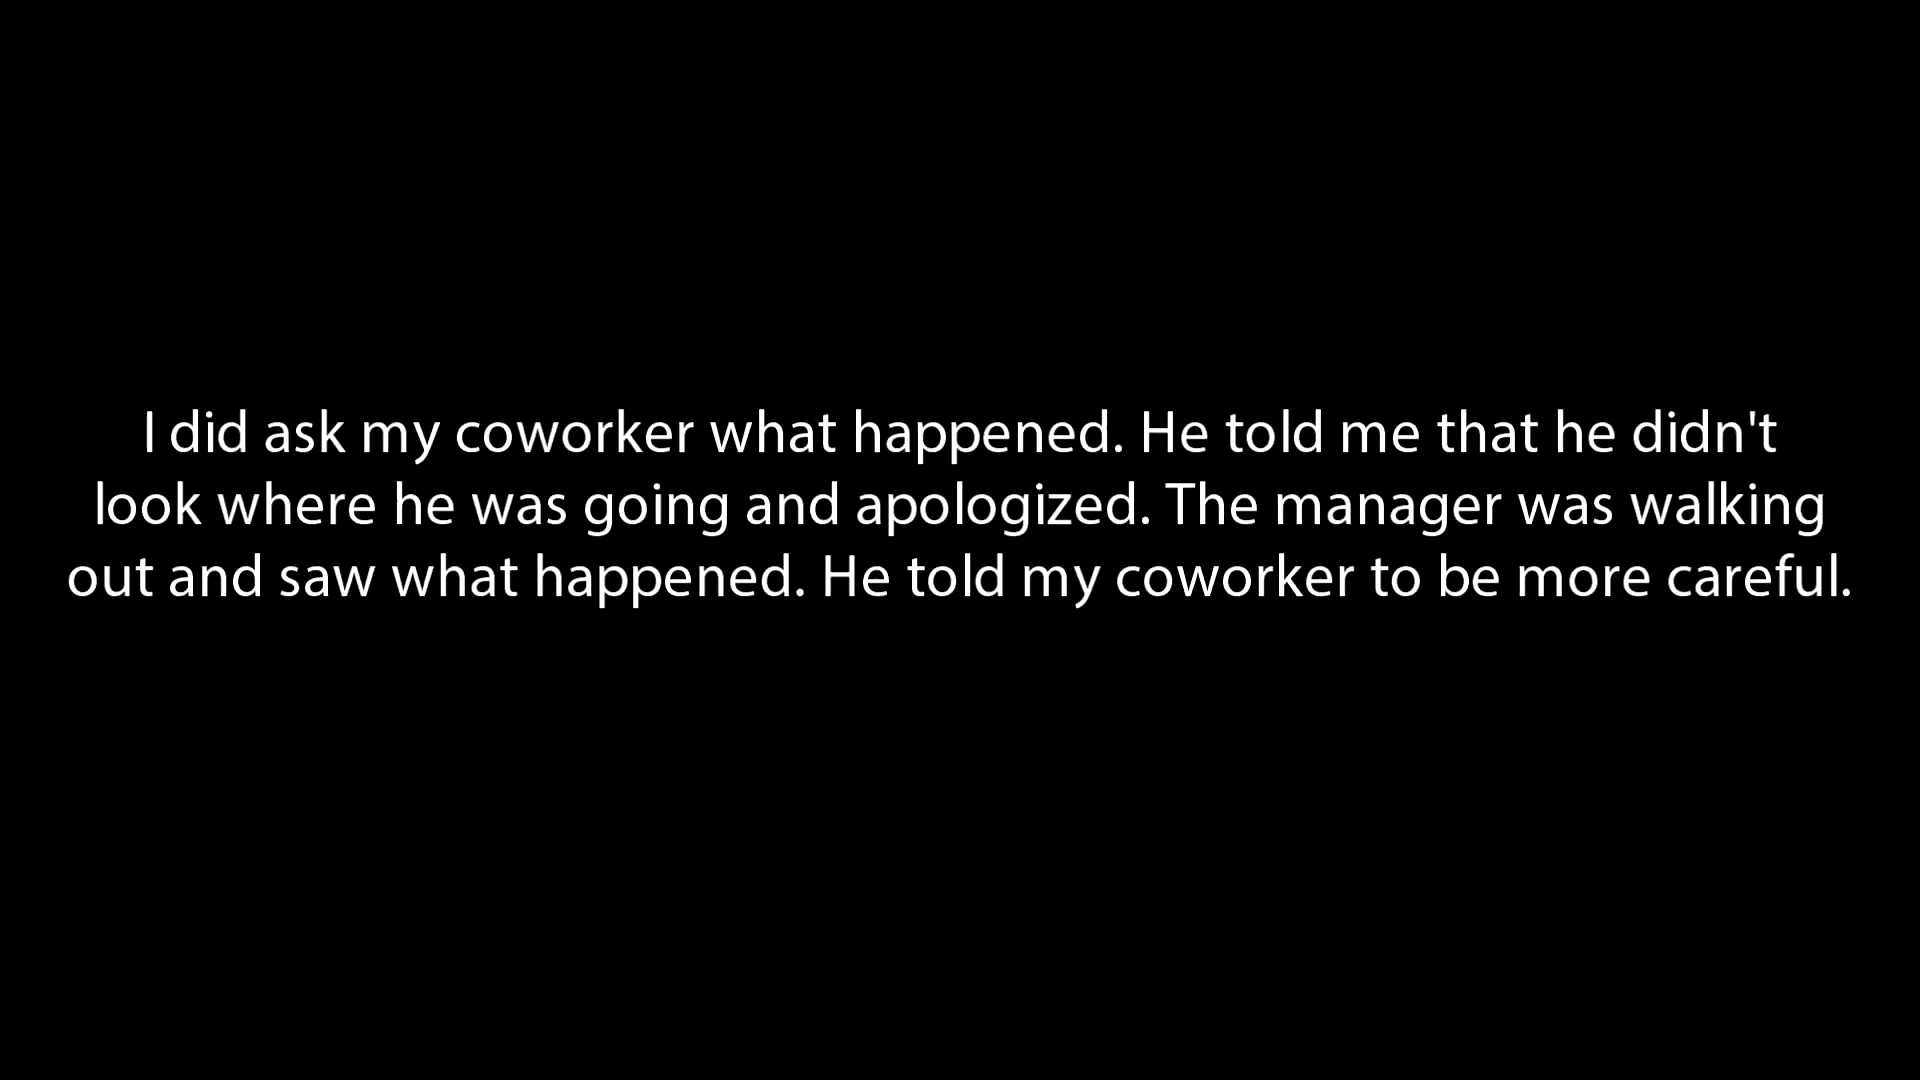 I did ask my coworker what happened. He told me that he didn't
look where he was going and apologized. The manager was walking
out and saw what happened. He told my coworker to be more careful.